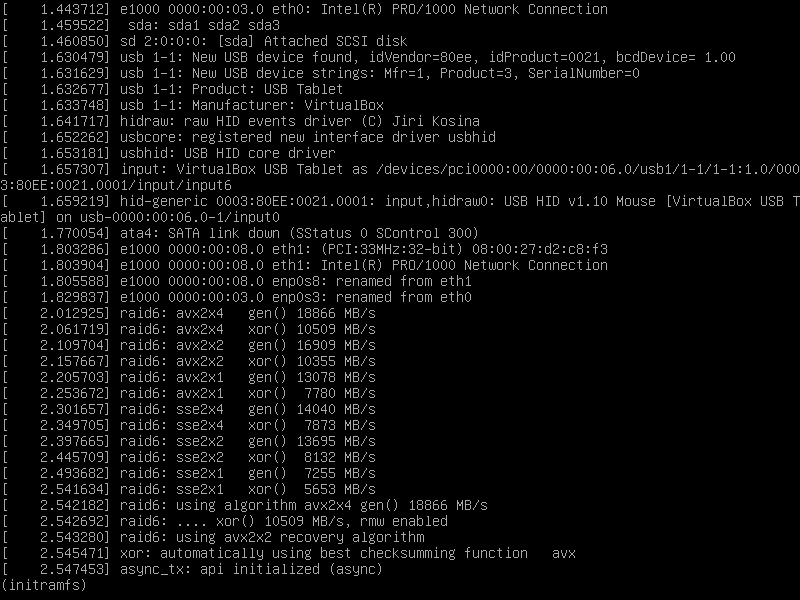 [    1.443712] e1000 0000:00:03.0 eth0: Intel(R) PRO/1000 Network Connection
[    1.459522]  sda: sda1 sda2 sda3
[    1.460850] sd 2:0:0:0: [sda] Attached SCSI disk
[    1.630479] usb 1-1: New USB device found, idVendor=80ee, idProduct=0021, bcdDevice= 1.00
[    1.631629] usb 1-1: New USB device strings: Mfr=1, Product=3, SerialNumber=0
[    1.632677] usb 1-1: Product: USB Tablet
[    1.633748] usb 1-1: Manufacturer: VirtualBox
[    1.641717] hidraw: raw HID events driver (C) Jiri Kosina
[    1.652262] usbcore: registered new interface driver usbhid
[    1.653181] usbhid: USB HID core driver
[    1.657307] input: VirtualBox USB Tablet as /devices/pci0000:00/0000:00:06.0/usb1/1-1/1-1:1.0/000
3:80EE:0021.0001/input/input6
[    1.659219] hid-generic 0003:80EE:0021.0001: input,hidraw0: USB HID v1.10 Mouse [VirtualBox USB T
ablet] on usb-0000:00:06.0-1/input0
[    1.770054] ata4: SATA link down (SStatus 0 SControl 300)
[    1.803286] e1000 0000:00:08.0 eth1: (PCI:33MHz:32-bit) 08:00:27:d2:c8:f3
[    1.803904] e1000 0000:00:08.0 eth1: Intel(R) PRO/1000 Network Connection
[    1.805588] e1000 0000:00:08.0 enp0s8: renamed from eth1
[    1.829837] e1000 0000:00:03.0 enp0s3: renamed from eth0
[    2.012925] raid6: avx2x4   gen() 18866 MB/s
[    2.061719] raid6: avx2x4   xor() 10509 MB/s
[    2.109704] raid6: avx2x2   gen() 16909 MB/s
[    2.157667] raid6: avx2x2   xor() 10355 MB/s
[    2.205703] raid6: avx2x1   gen() 13078 MB/s
[    2.253672] raid6: avx2x1   xor()  7780 MB/s
[    2.301657] raid6: sse2x4   gen() 14040 MB/s
[    2.349705] raid6: sse2x4   xor()  7873 MB/s
[    2.397665] raid6: sse2x2   gen() 13695 MB/s
[    2.445709] raid6: sse2x2   xor()  8132 MB/s
[    2.493682] raid6: sse2x1   gen()  7255 MB/s
[    2.541634] raid6: sse2x1   xor()  5653 MB/s
[    2.542182] raid6: using algorithm avx2x4 gen() 18866 MB/s
[    2.542692] raid6: .... xor() 10509 MB/s, rmw enabled
[    2.543280] raid6: using avx2x2 recovery algorithm
[    2.545471] xor: automatically using best checksumming function   avx
[    2.547453] async_tx: api initialized (async)
(initramfs)